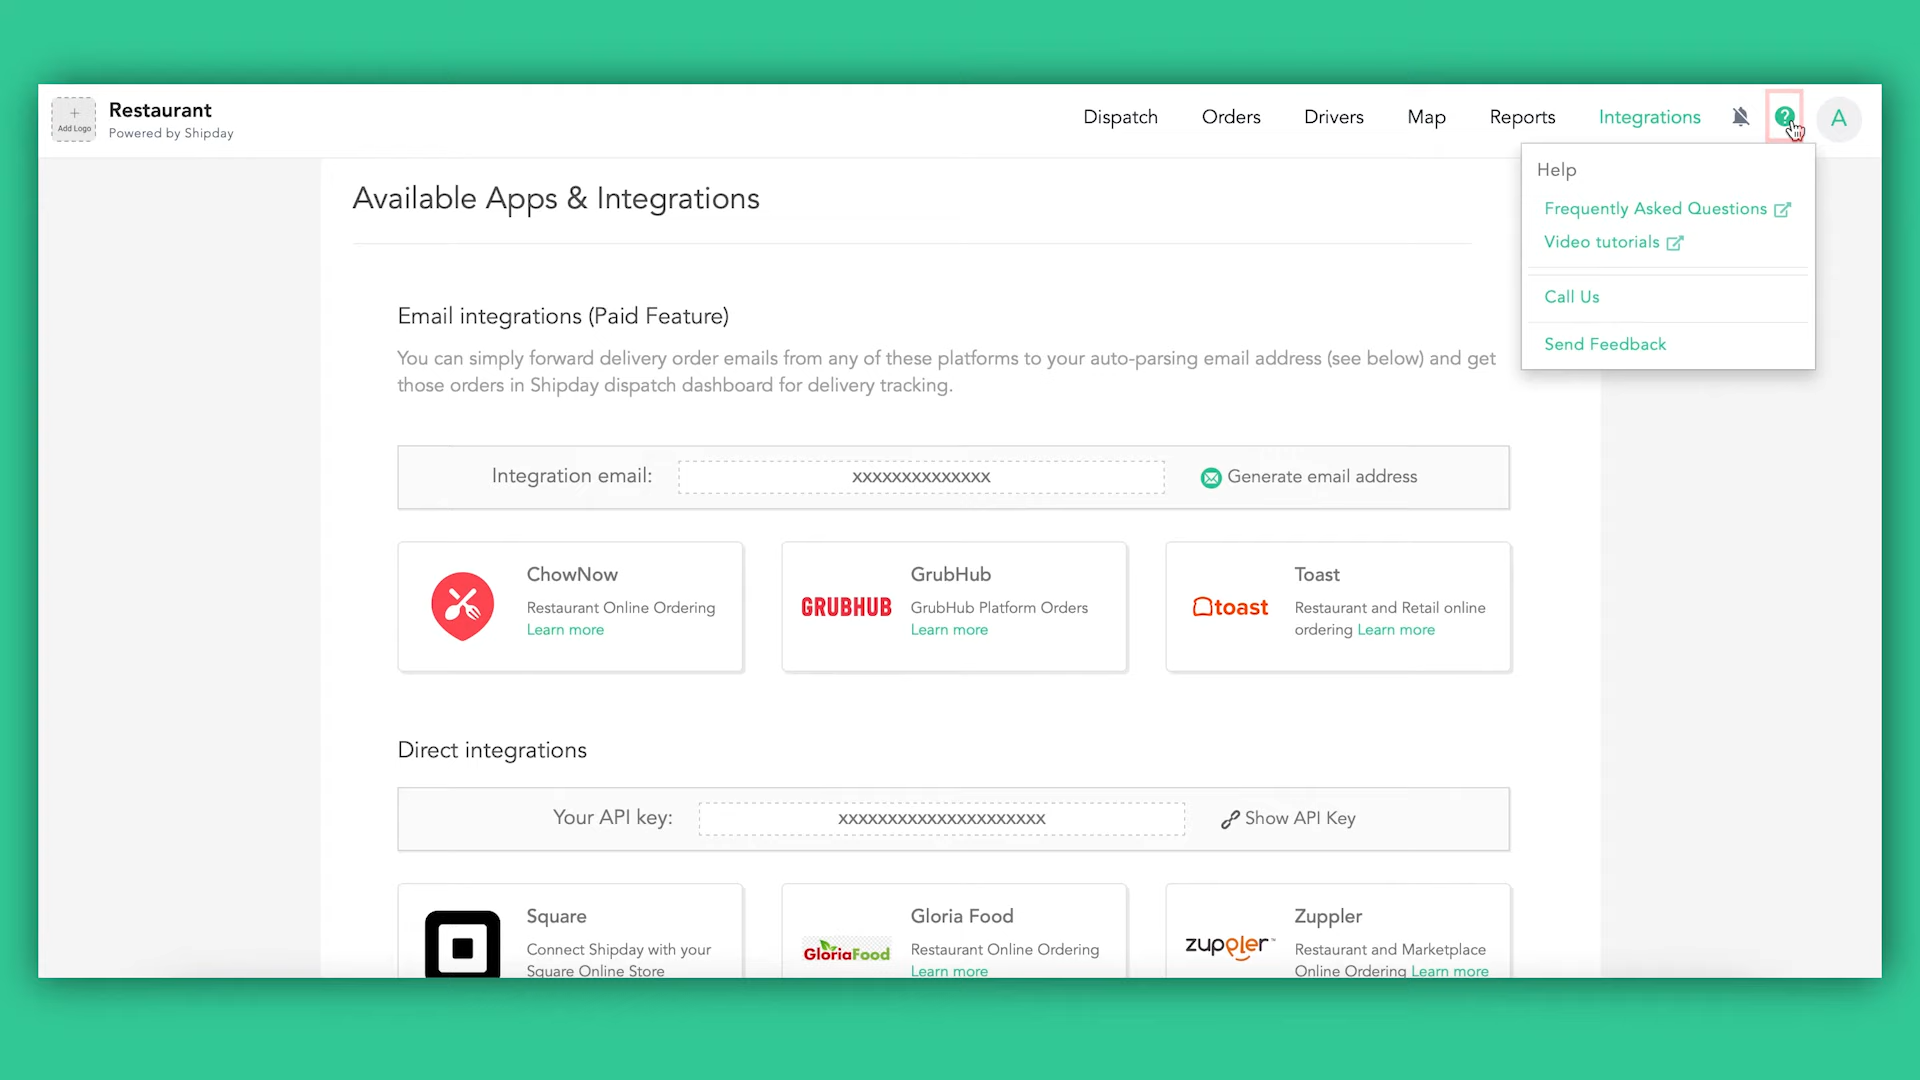 Add Logo
Restaurant
Powered by Shipday
Dispatch
Orders
Drivers
Map
Reports
Integrations
?
A
Help
Frequently Asked Questions
Video tutorials
Call Us
Send Feedback
Available Apps & Integrations
Email integrations (Paid Feature)
You can simply forward delivery order emails from any of these platforms to your auto-parsing email address (see below) and get
those orders in Shipday dispatch dashboard for delivery tracking.
Integration email:
xxxxxxxxxxxxxx
Generate email address
ChowNow
Restaurant Online Ordering
Learn more
GRUBHUB
GrubHub
GrubHub Platform Orders
Learn more
toast
Toast
Restaurant and Retail online
ordering Learn more
Direct integrations
Your API key:
xxxxxxxxxxxxxxxxxxxxx
Show API Key
Square
Connect Shipday with your
Square Online Store
GloriaFood
Gloria Food
Restaurant Online Ordering
Learn more
zuppler™
Zuppler
Restaurant and Marketplace
Online Ordering Learn more